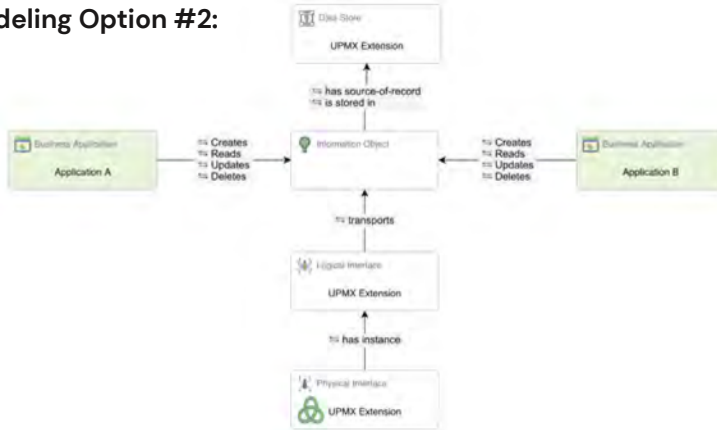 deling Option #2:
Data Store
UPMX Extension
has source-of-record
is stored in
Business Application
Application A
Creates
Reads
Updates
Deletes
Information Object
Creates
Reads
Updates
Deletes
Business Application
Application B
transports
Logical Interface
UPMX Extension
has instance
Physical Interface
UPMX Extension